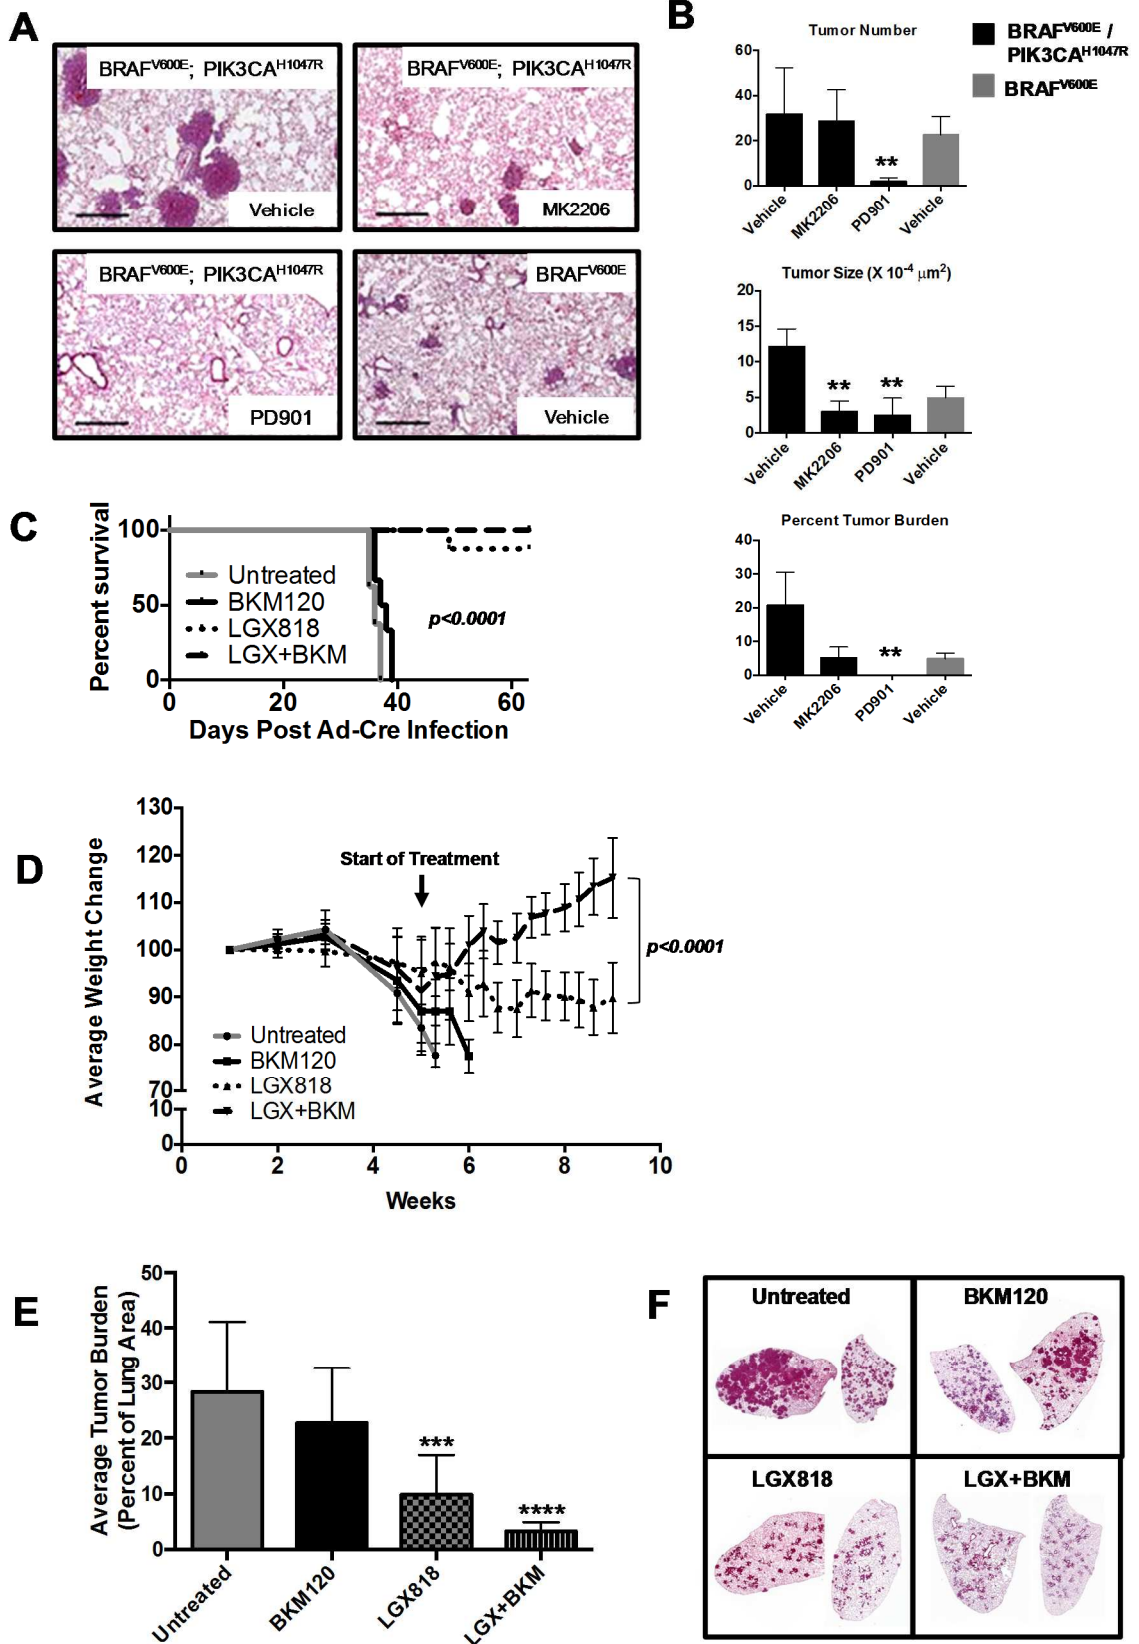 A
BRAFV600E; PIK3CAH1047R
Vehicle
BRAFV600E; PIK3CAH1047R
MK2206
BRAFV600E; PIK3CAH1047R
PD901
BRAFV600E
Vehicle
B
BRAFV600E /
PIK3CAH1047R
BRAFV600E
Tumor Number
60
40
20
0
**
Vehicle
MK2206
PD901
Vehicle
Tumor Size (X 10-4 μm2)
20
15
10
5
0
**
**
Vehicle
MK2206
PD901
Vehicle
Percent Tumor Burden
40
30
20
10
0
**
Vehicle
MK2206
PD901
Vehicle
C
Percent survival
100
50
0
Untreated
BKM120
LGX818
LGX+BKM
p<0.0001
0 20 40 60
Days Post Ad-Cre Infection
D
Average Weight Change
130
120
110
100
90
80
70
10
0
Start of Treatment
p<0.0001
Untreated
BKM120
LGX818
LGX+BKM
0 2 4 6 8 10
Weeks
E
Average Tumor Burden
(Percent of Lung Area)
50
40
30
20
10
0
***
****
Untreated
BKM120
LGX818
LGX+BKM
F
Untreated
BKM120
LGX818
LGX+BKM